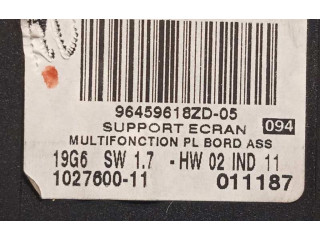 96459618ZD-05
SUPPORT ECRAN 094
MULTIFONCTION PL BORD ASS
19G6 SW 1.7 -HW 02 IND 11
1027600-11 011187